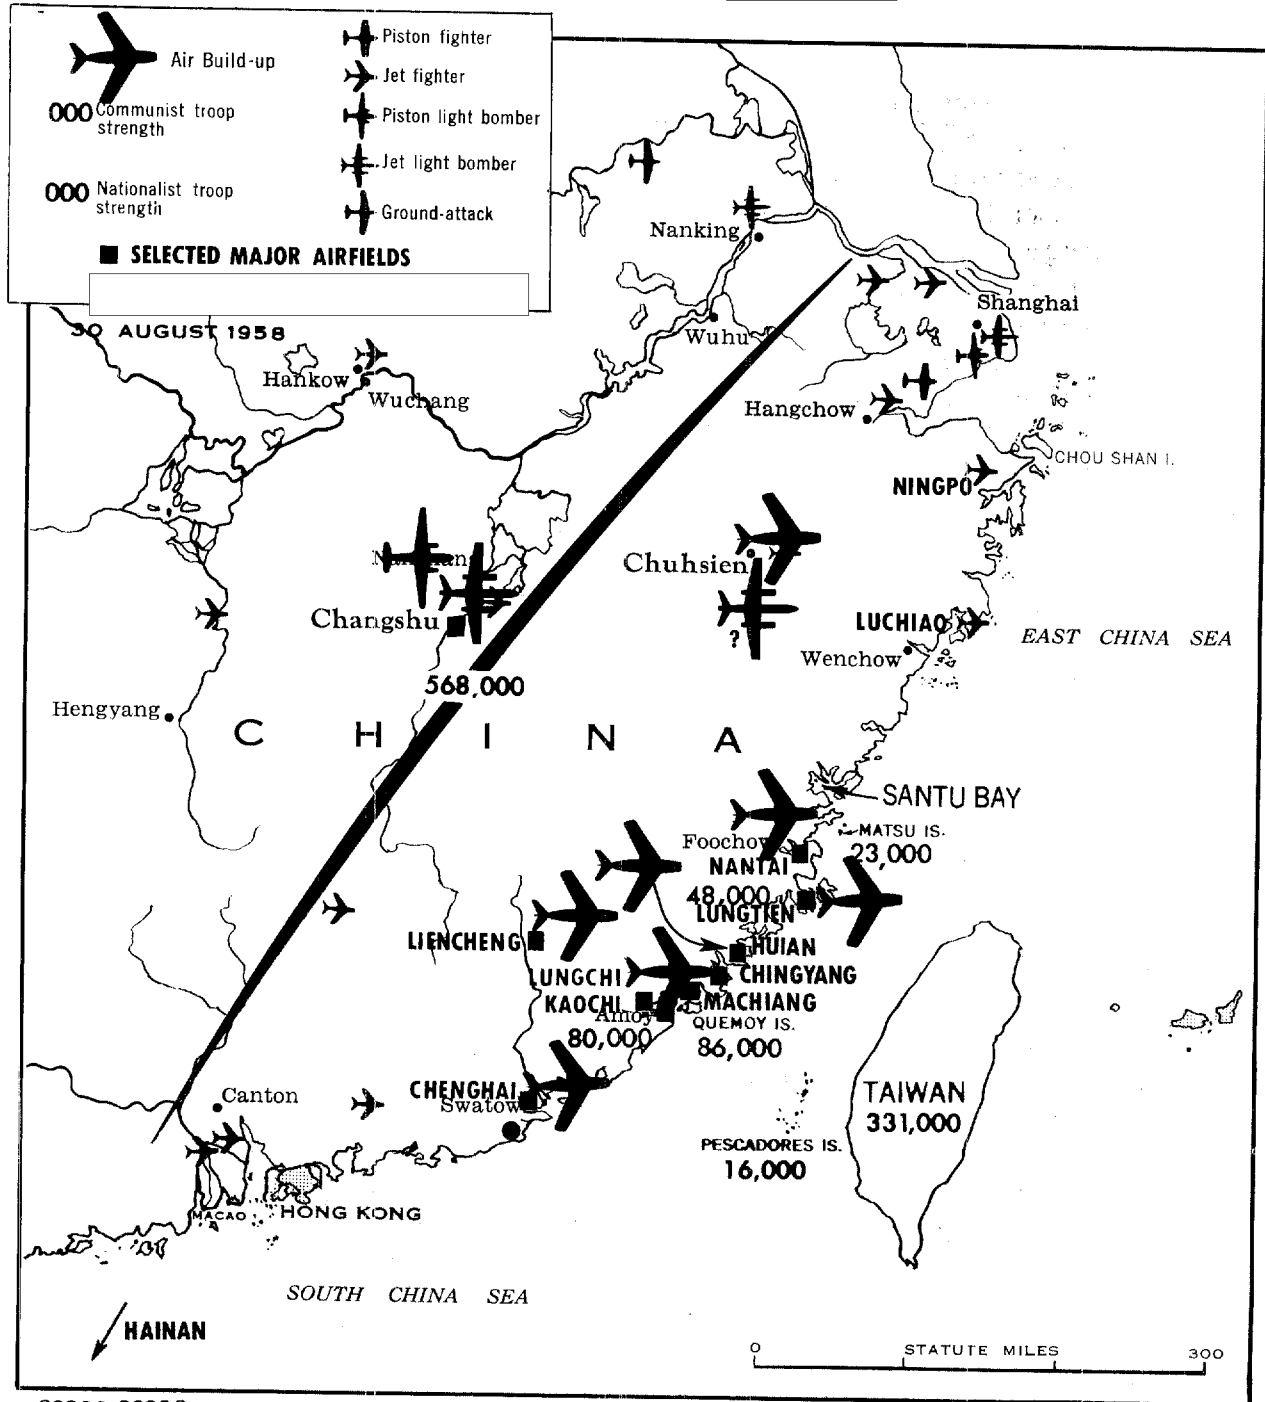 Air Build-up
000 Communist troop
strength
000 Nationalist troop
strength
Piston fighter
Jet fighter
Piston light bomber
Jet light bomber
Ground-attack
SELECTED MAJOR AIRFIELDS
30 AUGUST 1958
Nanking
Shanghai
Wuhu
Hankow
Wuchang
Hangchow
CHOU SHAN I.
NINGPO
Chuhsien
?
Changshu
LUCHIAO
EAST CHINA SEA
Wenchow
568,000
Hengyang
CHINA
SANTU BAY
MATSU IS.
23,000
Foochow
NANTAI
48,000
LUNGTIEN
LIENCHENG
HUIAN
LUNGCHI
CHINGYANG
KAOCHI
MACHIANG
Amoy
80,000
QUEMOY IS.
86,000
CHENGHAI
Swatow
Canton
TAIWAN
331,000
PESCADORES IS.
16,000
MACAO
HONG KONG
SOUTH CHINA SEA
HAINAN
0 STATUTE MILES 300